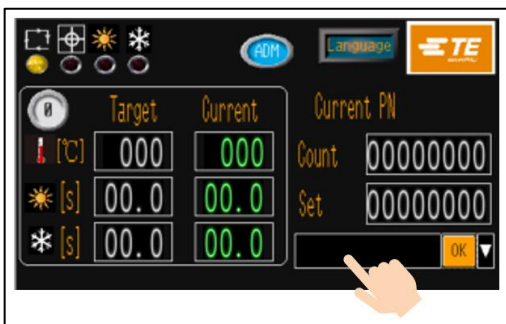 ADM Language TE
0 Target Current Current PN
[℃] 000 000 Count 00000000
[s] 00.0 00.0 Set 00000000
[s] 00.0 00.0 OK